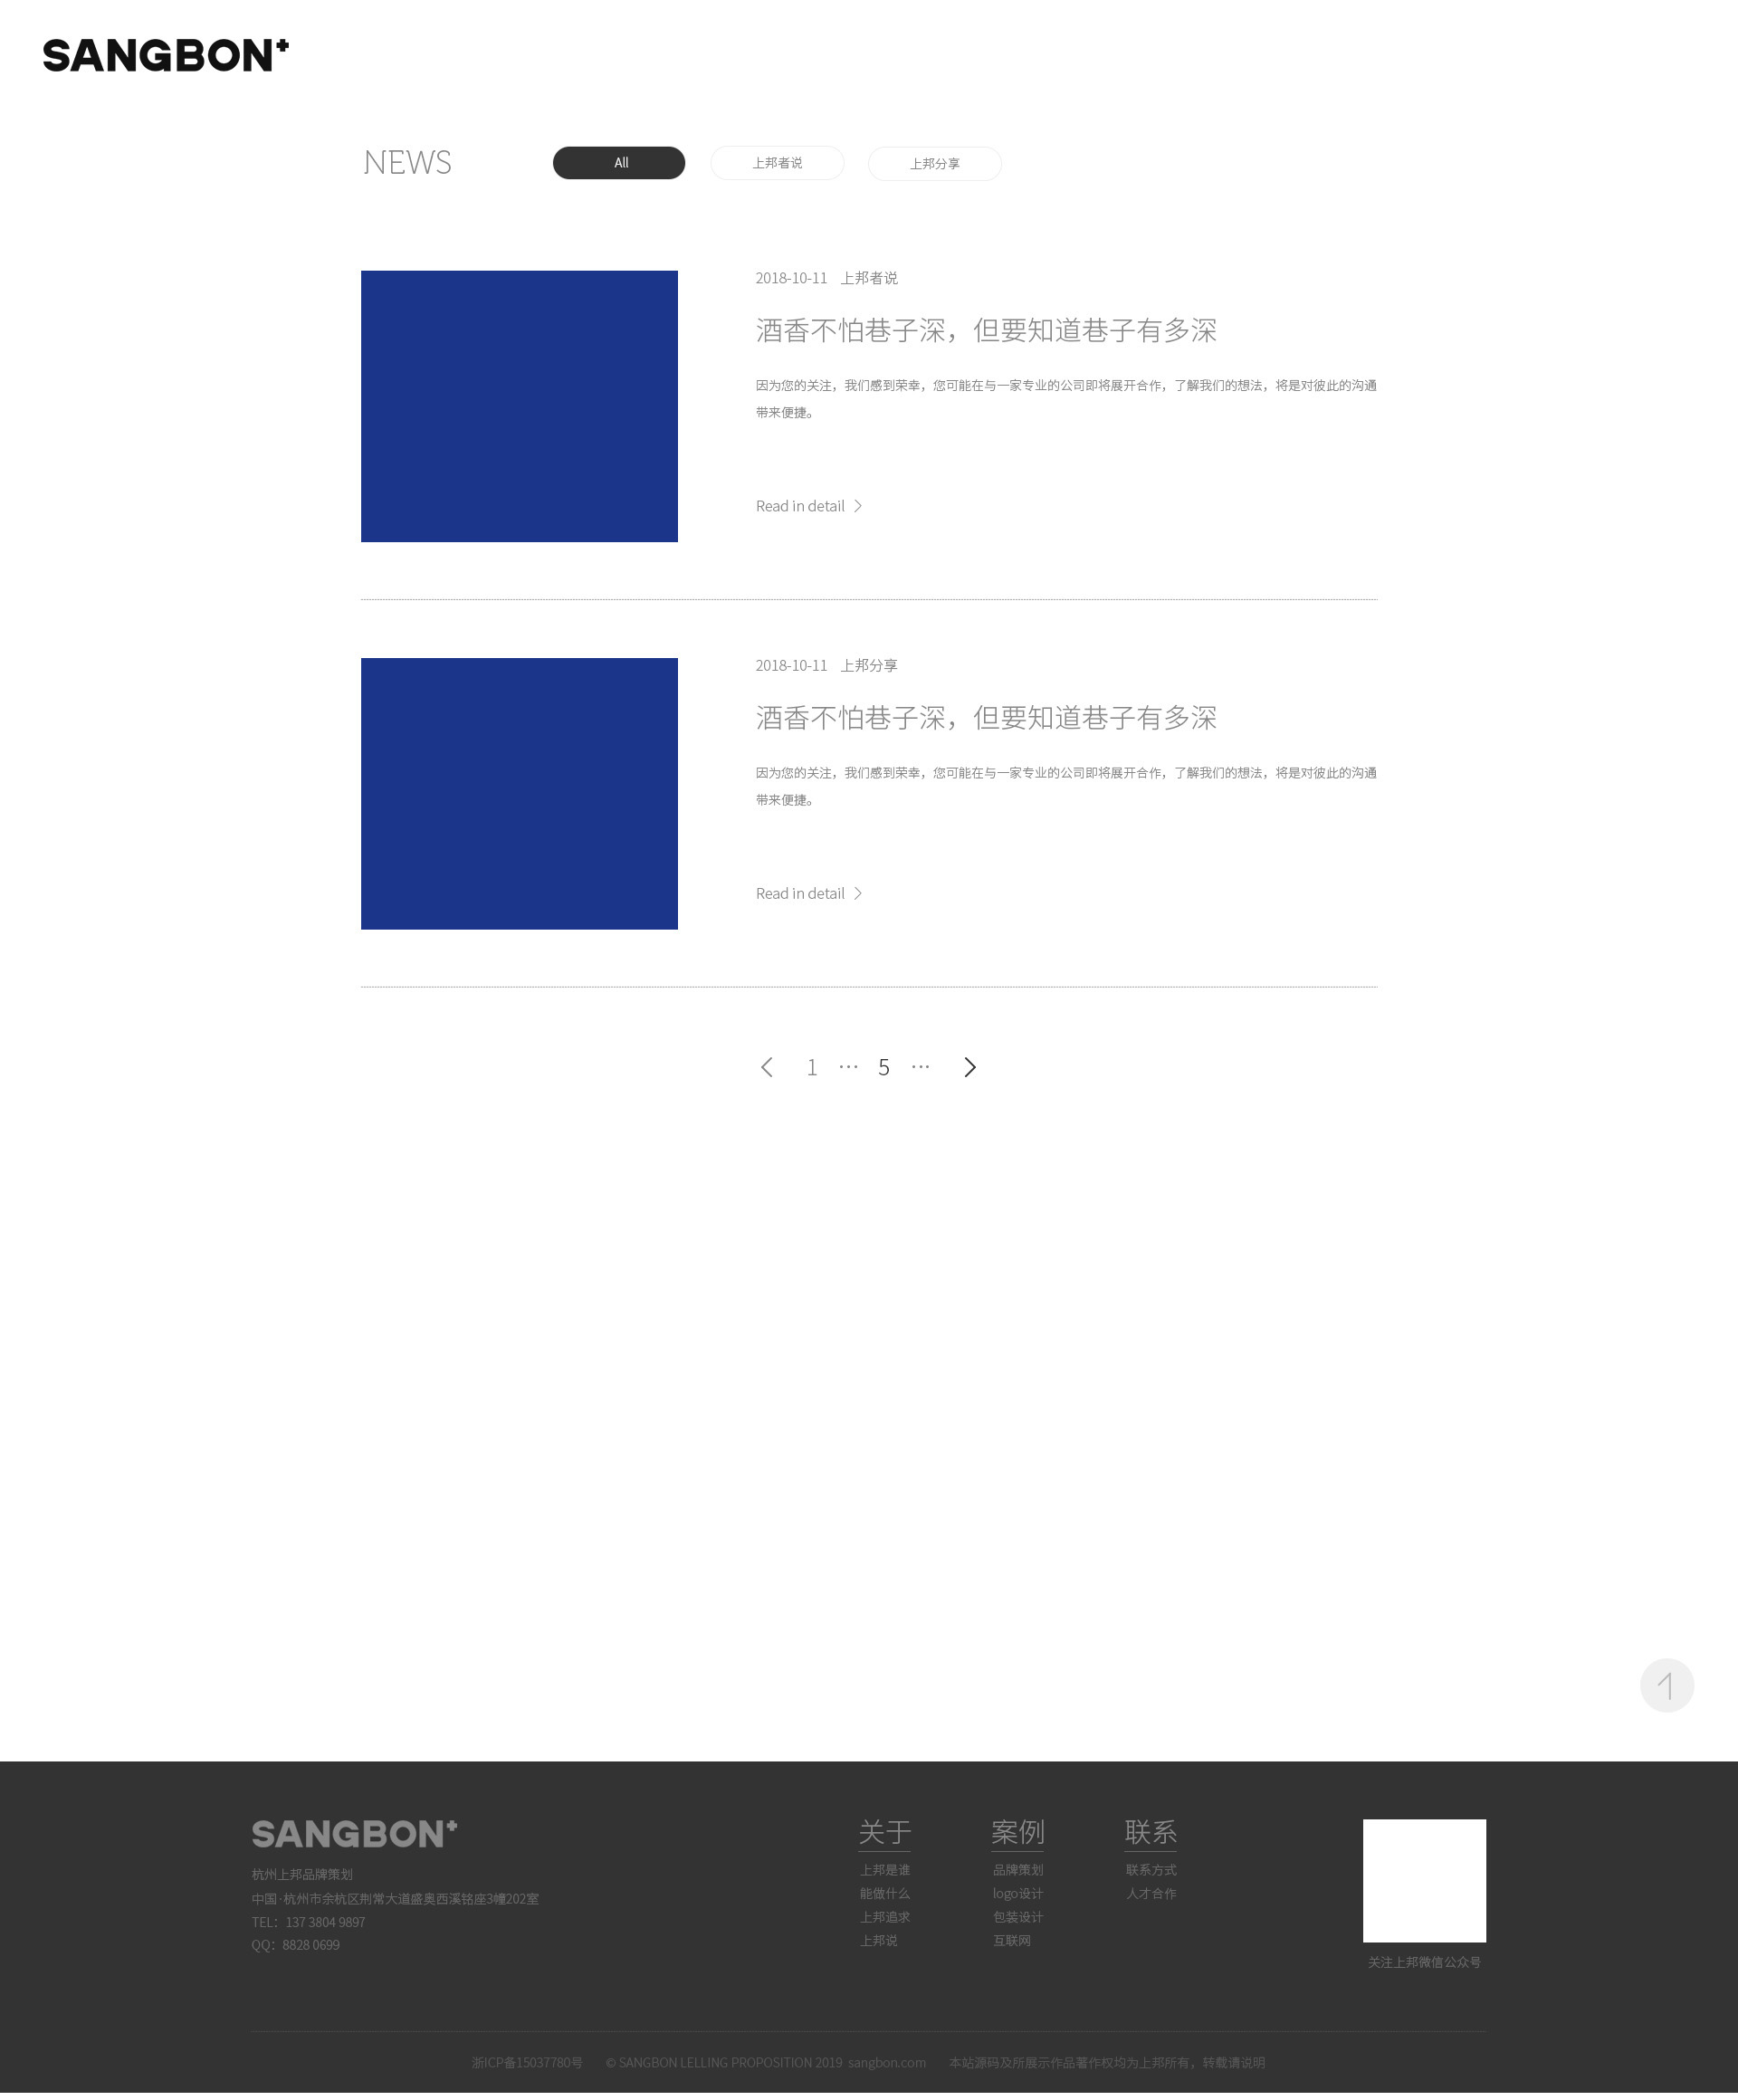 SANGBON+
NEWS
All
上邦者说
上邦分享
2018-10-11 上邦者说
酒香不怕巷子深，但要知道巷子有多深
因为您的关注，我们感到荣幸，您可能在与一家专业的公司即将展开合作，了解我们的想法，将是对彼此的沟通
带来便捷。
Read in detail
2018-10-11 上邦分享
酒香不怕巷子深，但要知道巷子有多深
因为您的关注，我们感到荣幸，您可能在与一家专业的公司即将展开合作，了解我们的想法，将是对彼此的沟通
带来便捷。
Read in detail
1 ··· 5 ···
SANGBON+
杭州上邦品牌策划
中国·杭州市余杭区荆常大道盛奥西溪铭座3幢202室
TEL：137 3804 9897
QQ：8828 0699
关于
上邦是谁
能做什么
上邦追求
上邦说
案例
品牌策划
logo设计
包装设计
互联网
联系
联系方式
人才合作
关注上邦微信公众号
浙ICP备15037780号 © SANGBON LELLING PROPOSITION 2019 sangbon.com 本站源码及所展示作品著作权均为上邦所有，转载请说明